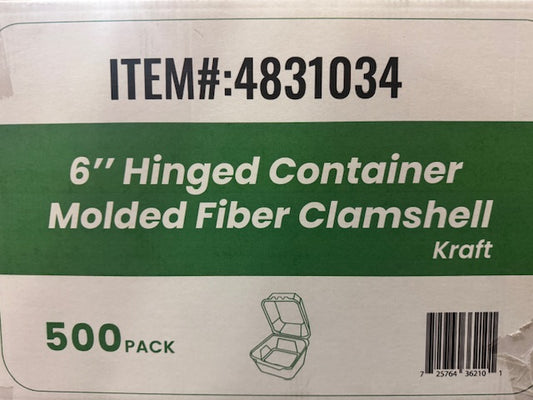 ITEM#:4831034
6’’ Hinged Container
Molded Fiber Clamshell
Kraft
500 PACK
7 25764 36210 1